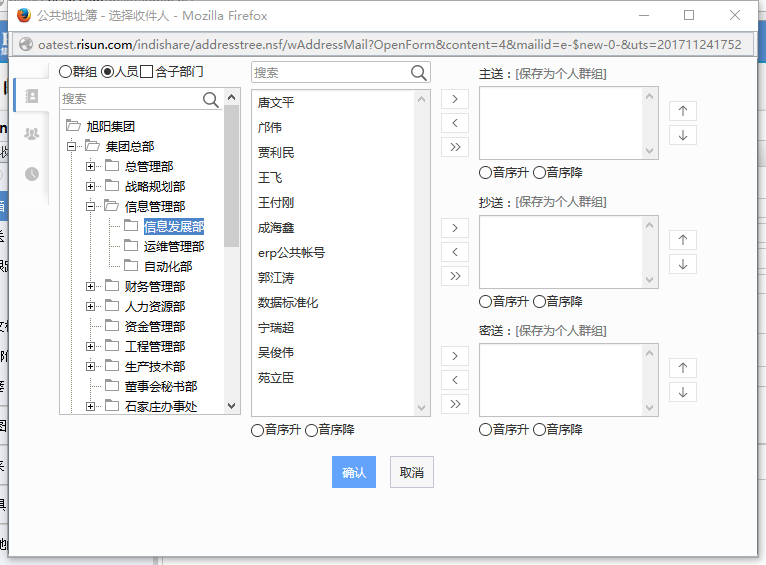 公共地址簿 - 选择收件人 - Mozilla Firefox
oatest.risun.com/indishare/addresstree.nsf/wAddressMail?OpenForm&content=4&mailid=e-$new-0-&uts=201711241752
群组 人员 含子部门
搜索
旭阳集团
集团总部
总管理部
战略规划部
信息管理部
信息发展部
运维管理部
自动化部
财务管理部
人力资源部
资金管理部
工程管理部
生产技术部
董事会秘书部
石家庄办事处
搜索
唐文平
邝伟
贾利民
王飞
王付刚
成海鑫
erp公共帐号
郭江涛
数据标准化
宁瑞超
吴俊伟
苑立臣
音序升 音序降
主送：[保存为个人群组]
音序升 音序降
抄送：[保存为个人群组]
音序升 音序降
密送：[保存为个人群组]
音序升 音序降
确认 取消